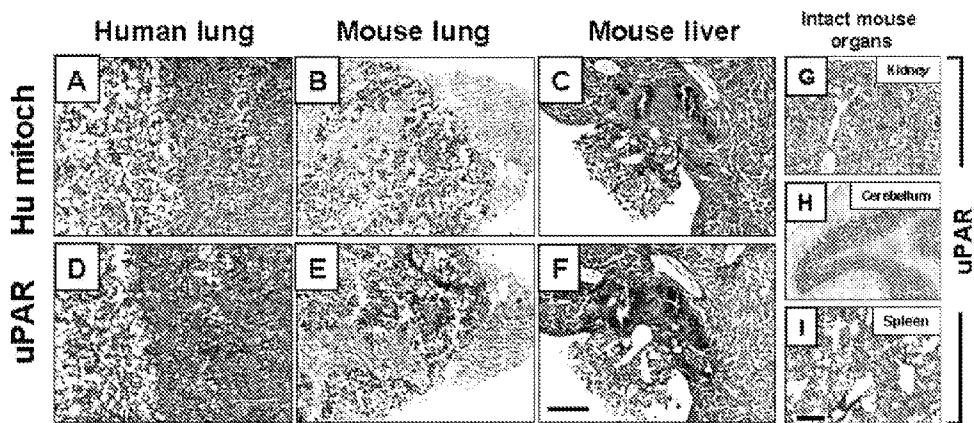 Human lung
Mouse lung
Mouse liver
Intact mouse
organs
Hu mitoch
A
B
C
G
Kidney
H
Cerebellum
uPAR
D
E
F
I
Spleen
uPAR